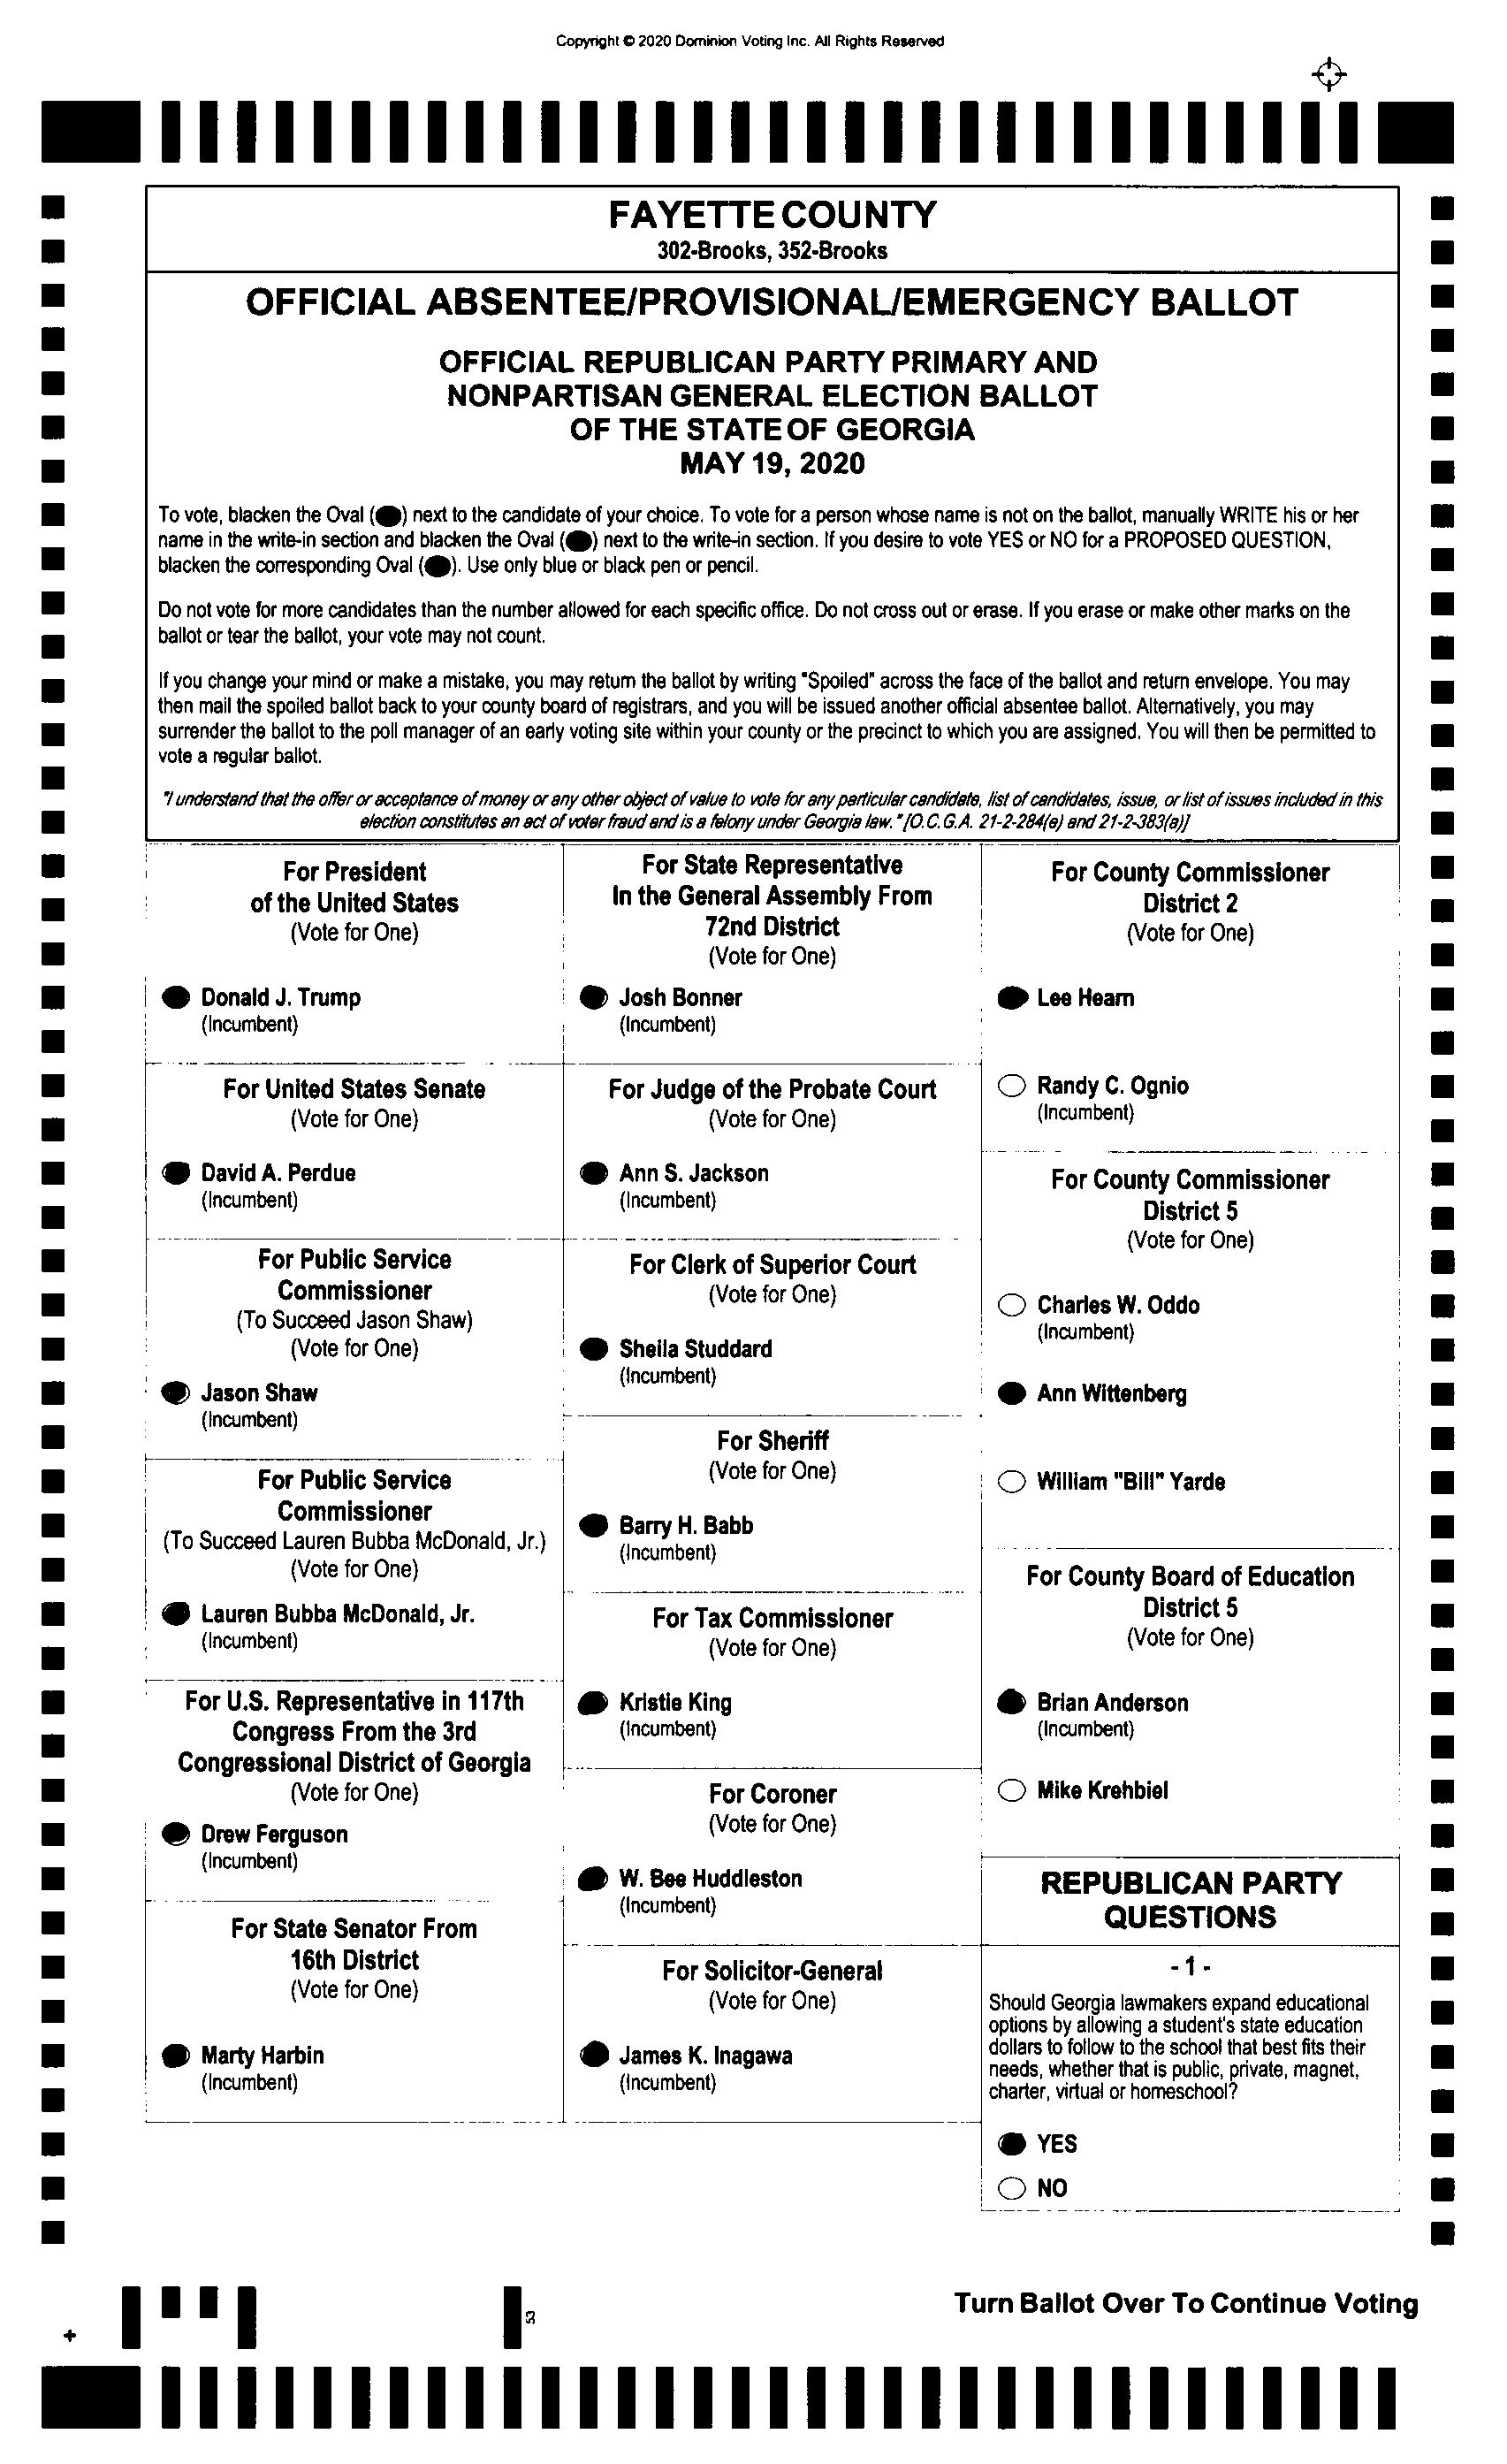 Copyright © 2020 Dominion Voting Inc. All Rights Reserved
FAYETTE COUNTY
302-Brooks, 352-Brooks
OFFICIAL ABSENTEE/PROVISIONAL/EMERGENCY BALLOT
OFFICIAL REPUBLICAN PARTY PRIMARY AND
NONPARTISAN GENERAL ELECTION BALLOT
OF THE STATE OF GEORGIA
MAY 19, 2020
To vote, blacken the Oval (●) next to the candidate of your choice. To vote for a person whose name is not on the ballot, manually WRITE his or her
name in the write-in section and blacken the Oval (●) next to the write-in section. If you desire to vote YES or NO for a PROPOSED QUESTION,
blacken the corresponding Oval (●). Use only blue or black pen or pencil.
Do not vote for more candidates than the number allowed for each specific office. Do not cross out or erase. If you erase or make other marks on the
ballot or tear the ballot, your vote may not count.
If you change your mind or make a mistake, you may return the ballot by writing "Spoiled" across the face of the ballot and return envelope. You may
then mail the spoiled ballot back to your county board of registrars, and you will be issued another official absentee ballot. Alternatively, you may
surrender the ballot to the poll manager of an early voting site within your county or the precinct to which you are assigned. You will then be permitted to
vote a regular ballot.
"I understand that the offer or acceptance of money or any other object of value to vote for any particular candidate, list of candidates, issue, or list of issues included in this
election constitutes an act of voter fraud and is a felony under Georgia law." [O.C.G.A. 21-2-284(e) and 21-2-383(a)]
For President
of the United States
(Vote for One)
Donald J. Trump
(Incumbent)
For United States Senate
(Vote for One)
David A. Perdue
(Incumbent)
For Public Service
Commissioner
(To Succeed Jason Shaw)
(Vote for One)
Jason Shaw
(Incumbent)
For Public Service
Commissioner
(To Succeed Lauren Bubba McDonald, Jr.)
(Vote for One)
Lauren Bubba McDonald, Jr.
(Incumbent)
For U.S. Representative in 117th
Congress From the 3rd
Congressional District of Georgia
(Vote for One)
Drew Ferguson
(Incumbent)
For State Senator From
16th District
(Vote for One)
Marty Harbin
(Incumbent)
For State Representative
In the General Assembly From
72nd District
(Vote for One)
Josh Bonner
(Incumbent)
For Judge of the Probate Court
(Vote for One)
Ann S. Jackson
(Incumbent)
For Clerk of Superior Court
(Vote for One)
Sheila Studdard
(Incumbent)
For Sheriff
(Vote for One)
Barry H. Babb
(Incumbent)
For Tax Commissioner
(Vote for One)
Kristie King
(Incumbent)
For Coroner
(Vote for One)
W. Bee Huddleston
(Incumbent)
For Solicitor-General
(Vote for One)
James K. Inagawa
(Incumbent)
For County Commissioner
District 2
(Vote for One)
Lee Hearn
Randy C. Ognio
(Incumbent)
For County Commissioner
District 5
(Vote for One)
Charles W. Oddo
(Incumbent)
Ann Wittenberg
William "Bill" Yarde
For County Board of Education
District 5
(Vote for One)
Brian Anderson
(Incumbent)
Mike Krehbiel
REPUBLICAN PARTY
QUESTIONS
- 1 -
Should Georgia lawmakers expand educational
options by allowing a student's state education
dollars to follow to the school that best fits their
needs, whether that is public, private, magnet,
charter, virtual or homeschool?
YES
NO
53
Turn Ballot Over To Continue Voting